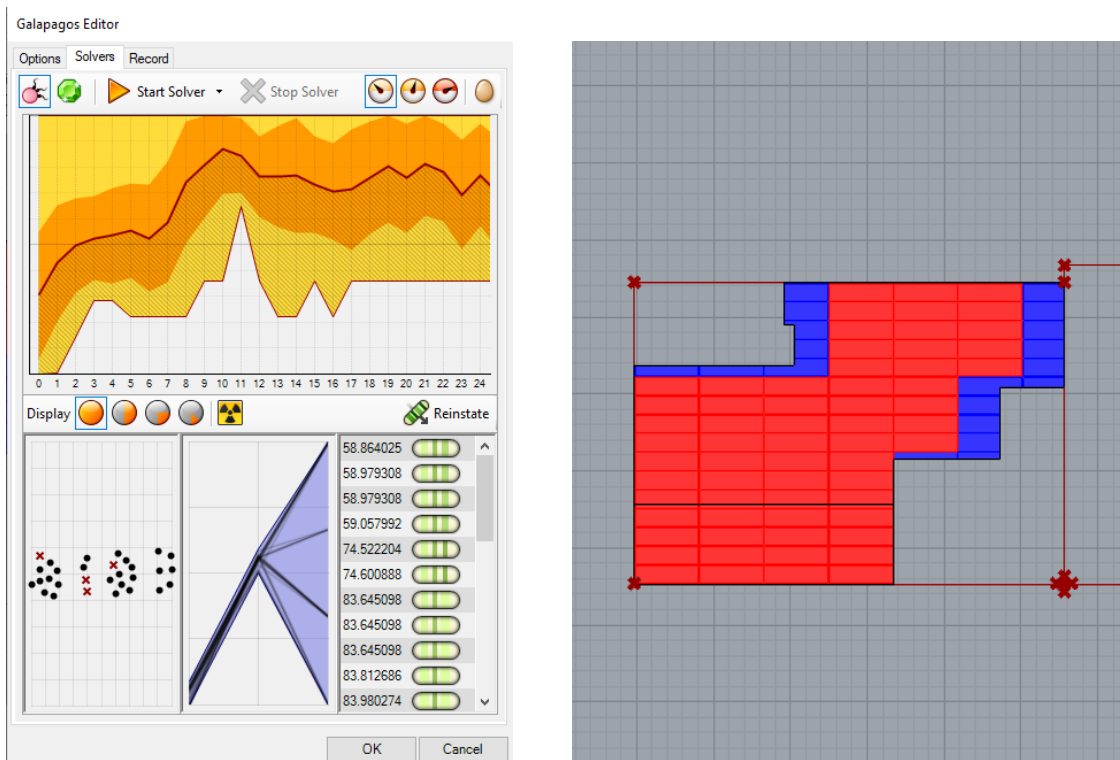 Galapagos Editor
Options Solvers Record
Start Solver Stop Solver
0 1 2 3 4 5 6 7 8 9 10 11 12 13 14 15 16 17 18 19 20 21 22 23 24
Display Reinstate
58.864025
58.979308
58.979308
59.057992
74.522204
74.600888
83.645098
83.645098
83.645098
83.812686
83.980274
OK Cancel